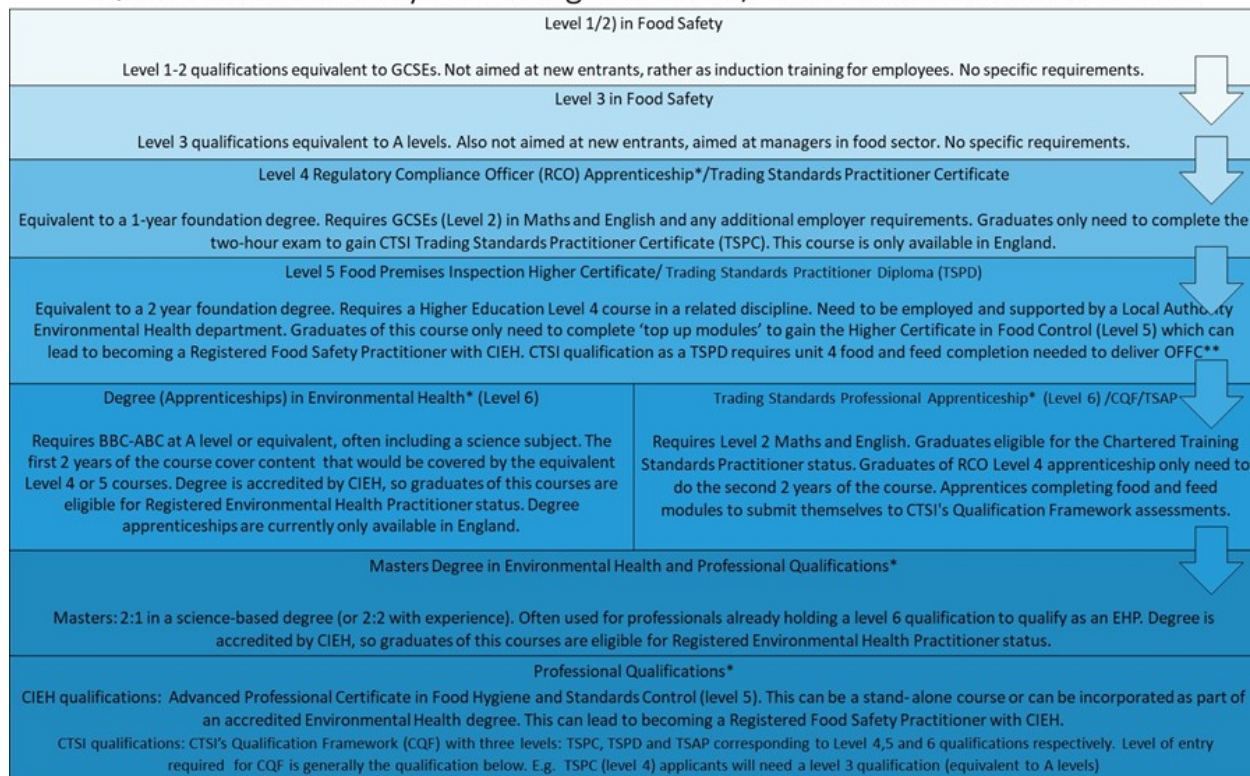 Level 1/2) in Food Safety
Level 1-2 qualifications equivalent to GCSEs. Not aimed at new entrants, rather as induction training for employees. No specific requirements.
Level 3 in Food Safety
Level 3 qualifications equivalent to A levels. Also not aimed at new entrants, aimed at managers in food sector. No specific requirements.
Level 4 Regulatory Compliance Officer (RCO) Apprenticeship*/Trading Standards Practitioner Certificate
Equivalent to a 1-year foundation degree. Requires GCSEs (Level 2) in Maths and English and any additional employer requirements. Graduates only need to complete the
two-hour exam to gain CTSI Trading Standards Practitioner Certificate (TSPC). This course is only available in England.
Level 5 Food Premises Inspection Higher Certificate/ Trading Standards Practitioner Diploma (TSPD)
Equivalent to a 2 year foundation degree. Requires a Higher Education Level 4 course in a related discipline. Need to be employed and supported by a Local Authority
Environmental Health department. Graduates of this course only need to complete ‘top up modules’ to gain the Higher Certificate in Food Control (Level 5) which can
lead to becoming a Registered Food Safety Practitioner with CIEH. CTSI qualification as a TSPD requires unit 4 food and feed completion needed to deliver OFFC**
Degree (Apprenticeships) in Environmental Health* (Level 6)
Requires BBC-ABC at A level or equivalent, often including a science subject. The
first 2 years of the course cover content that would be covered by the equivalent
Level 4 or 5 courses. Degree is accredited by CIEH, so graduates of this courses are
eligible for Registered Environmental Health Practitioner status. Degree
apprenticeships are currently only available in England.
Trading Standards Professional Apprenticeship* (Level 6) /CQF/TSAP
Requires Level 2 Maths and English. Graduates eligible for the Chartered Training
Standards Practitioner status. Graduates of RCO Level 4 apprenticeship only need to
do the second 2 years of the course. Apprentices completing food and feed
modules to submit themselves to CTSI's Qualification Framework assessments.
Masters Degree in Environmental Health and Professional Qualifications*
Masters: 2:1 in a science-based degree (or 2:2 with experience). Often used for professionals already holding a level 6 qualification to qualify as an EHP. Degree is
accredited by CIEH, so graduates of this courses are eligible for Registered Environmental Health Practitioner status.
Professional Qualifications*
CIEH qualifications: Advanced Professional Certificate in Food Hygiene and Standards Control (level 5). This can be a stand- alone course or can be incorporated as part of
an accredited Environmental Health degree. This can lead to becoming a Registered Food Safety Practitioner with CIEH.
CTSI qualifications: CTSI’s Qualification Framework (CQF) with three levels: TSPC, TSPD and TSAP corresponding to Level 4,5 and 6 qualifications respectively. Level of entry
required for CQF is generally the qualification below. E.g. TSPC (level 4) applicants will need a level 3 qualification (equivalent to A levels)